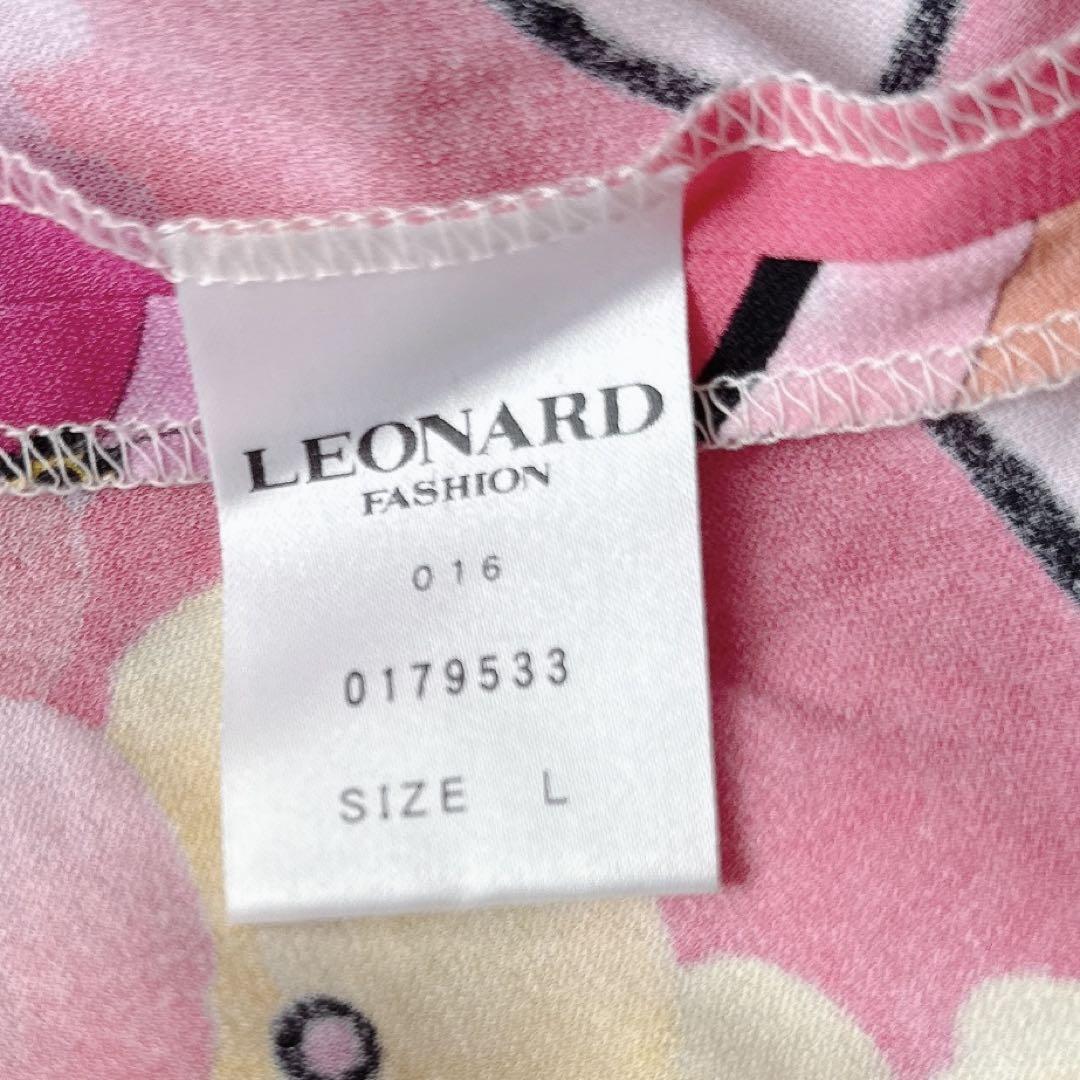 LEONARD
FASHION
016
0179533
SIZE L